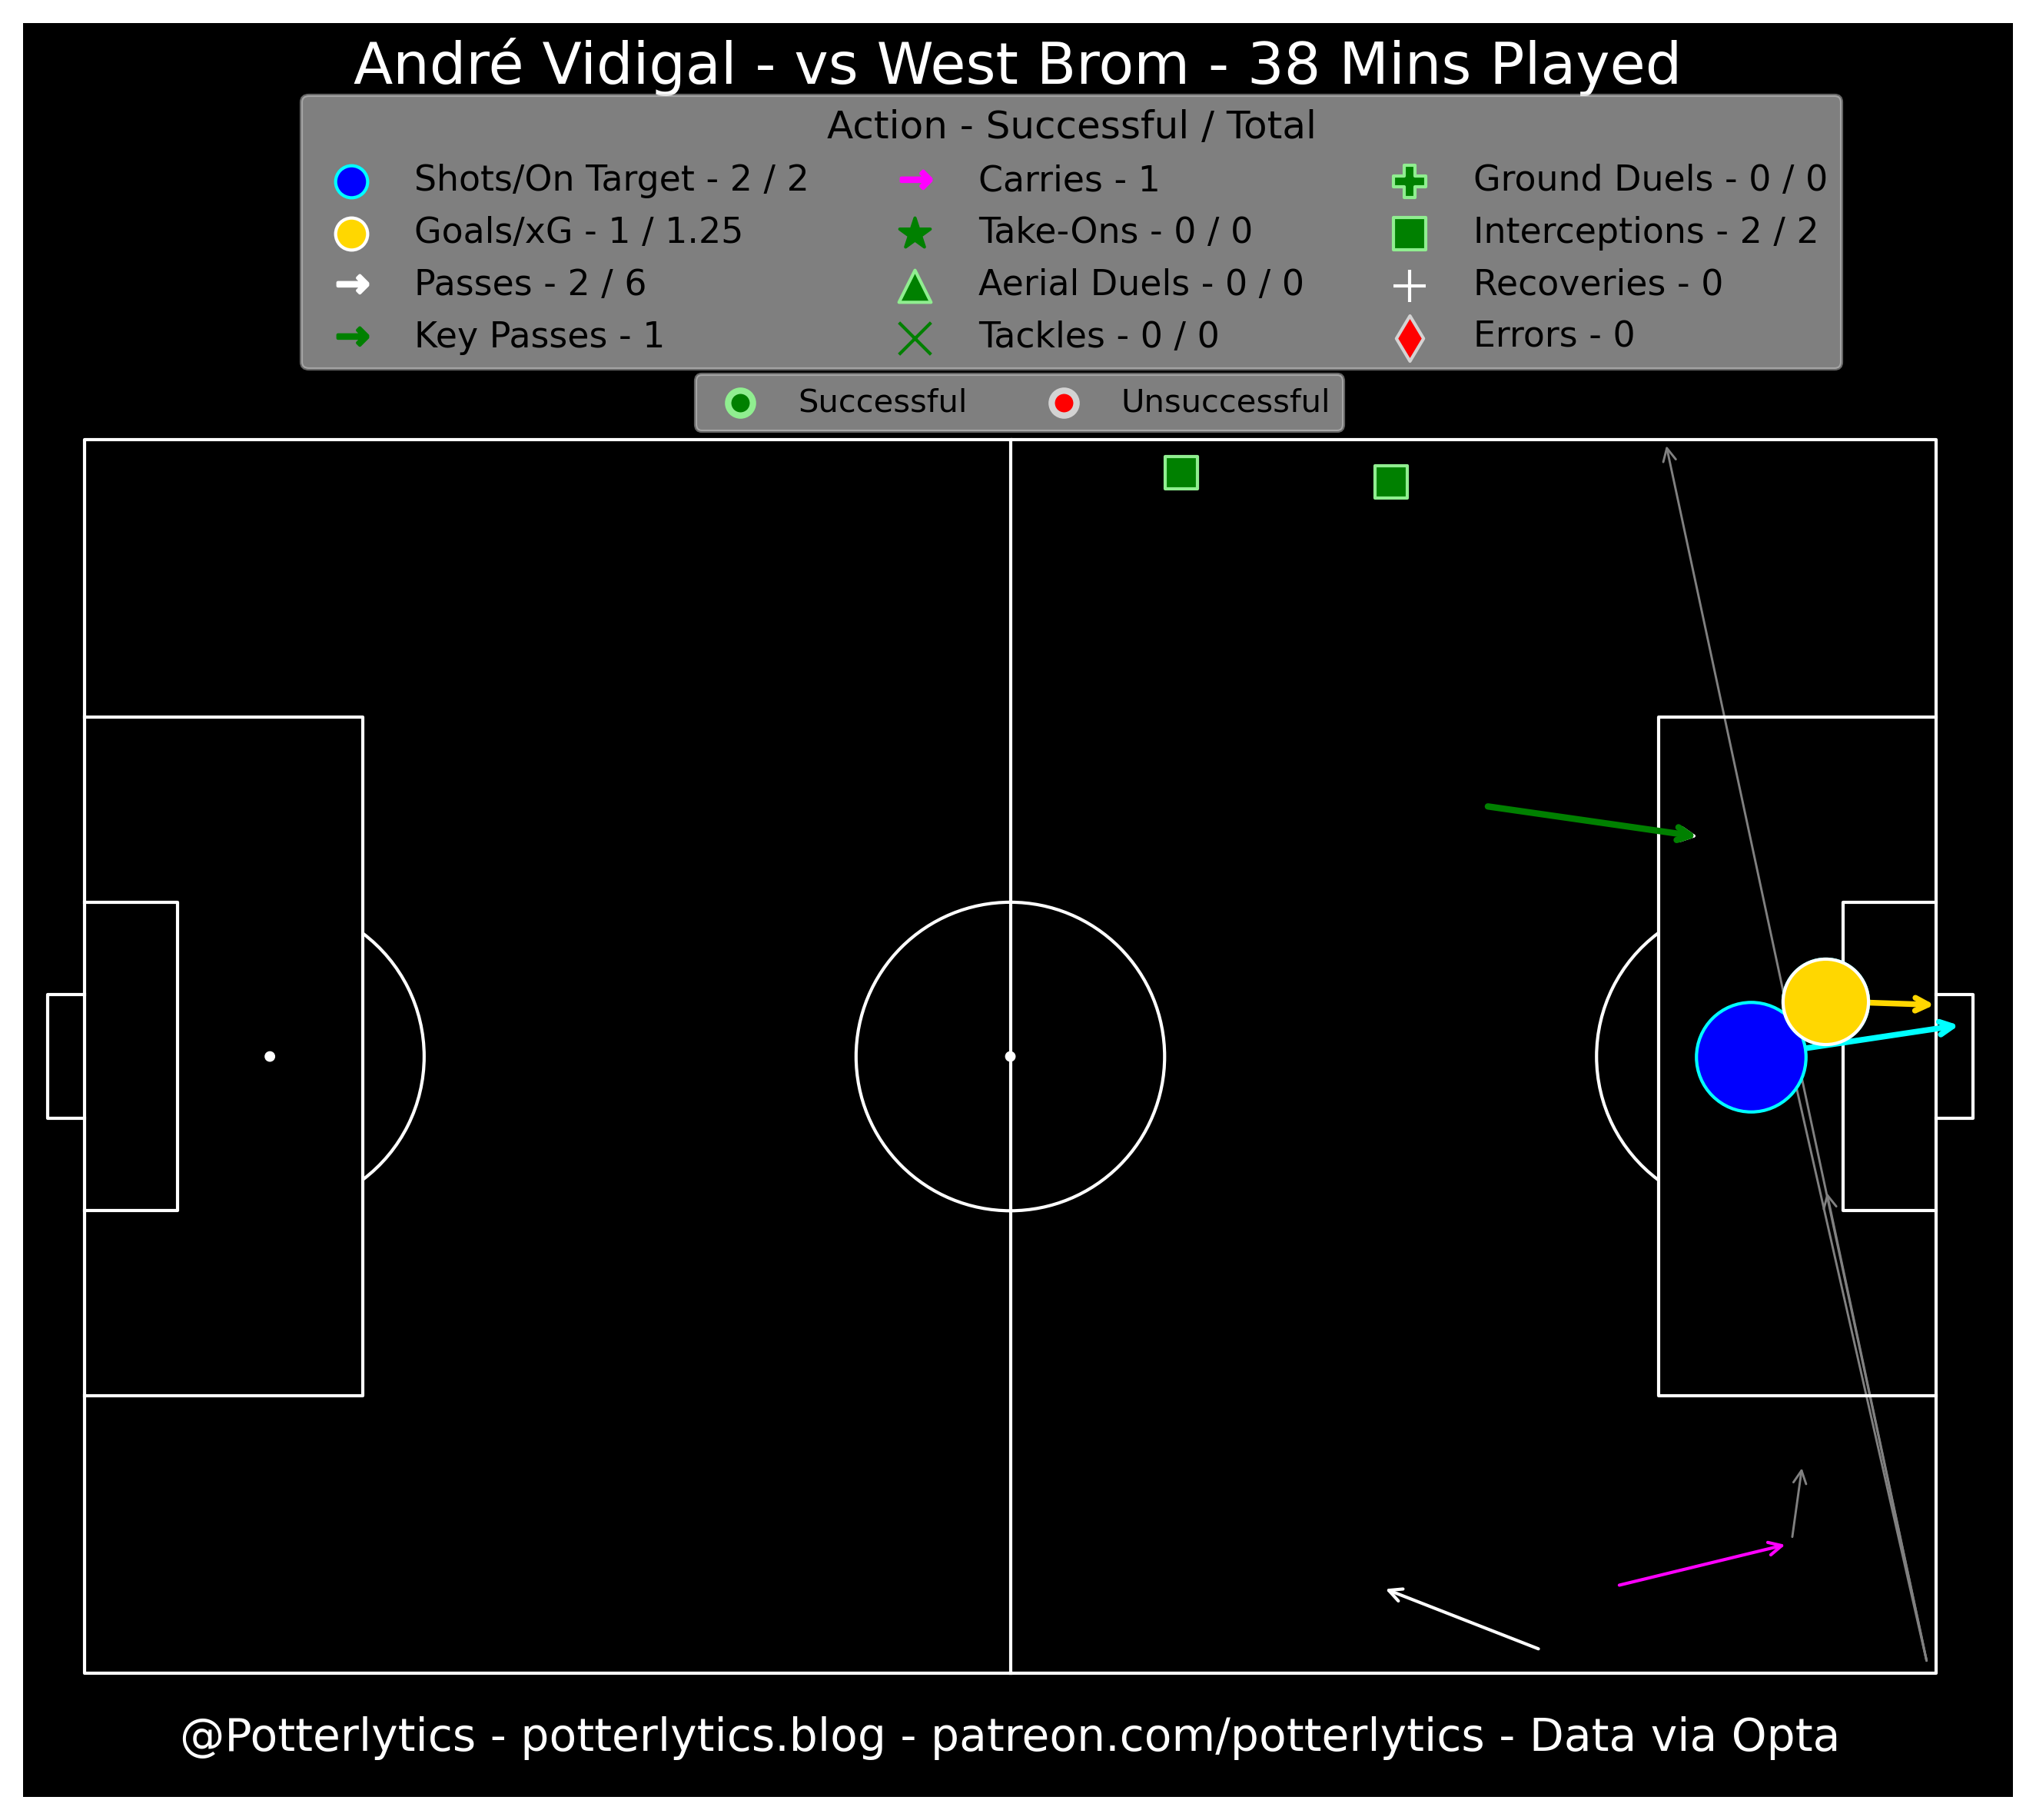 André Vidigal - vs West Brom - 38 Mins Played
Action - Successful / Total
Shots/On Target - 2 / 2
Goals/xG - 1 / 1.25
Passes - 2 / 6
Key Passes - 1
Carries - 1
Take-Ons - 0 / 0
Aerial Duels - 0 / 0
Tackles - 0 / 0
Ground Duels - 0 / 0
Interceptions - 2 / 2
Recoveries - 0
Errors - 0
Successful
Unsuccessful
@Potterlytics - potterlytics.blog - patreon.com/potterlytics - Data via Opta